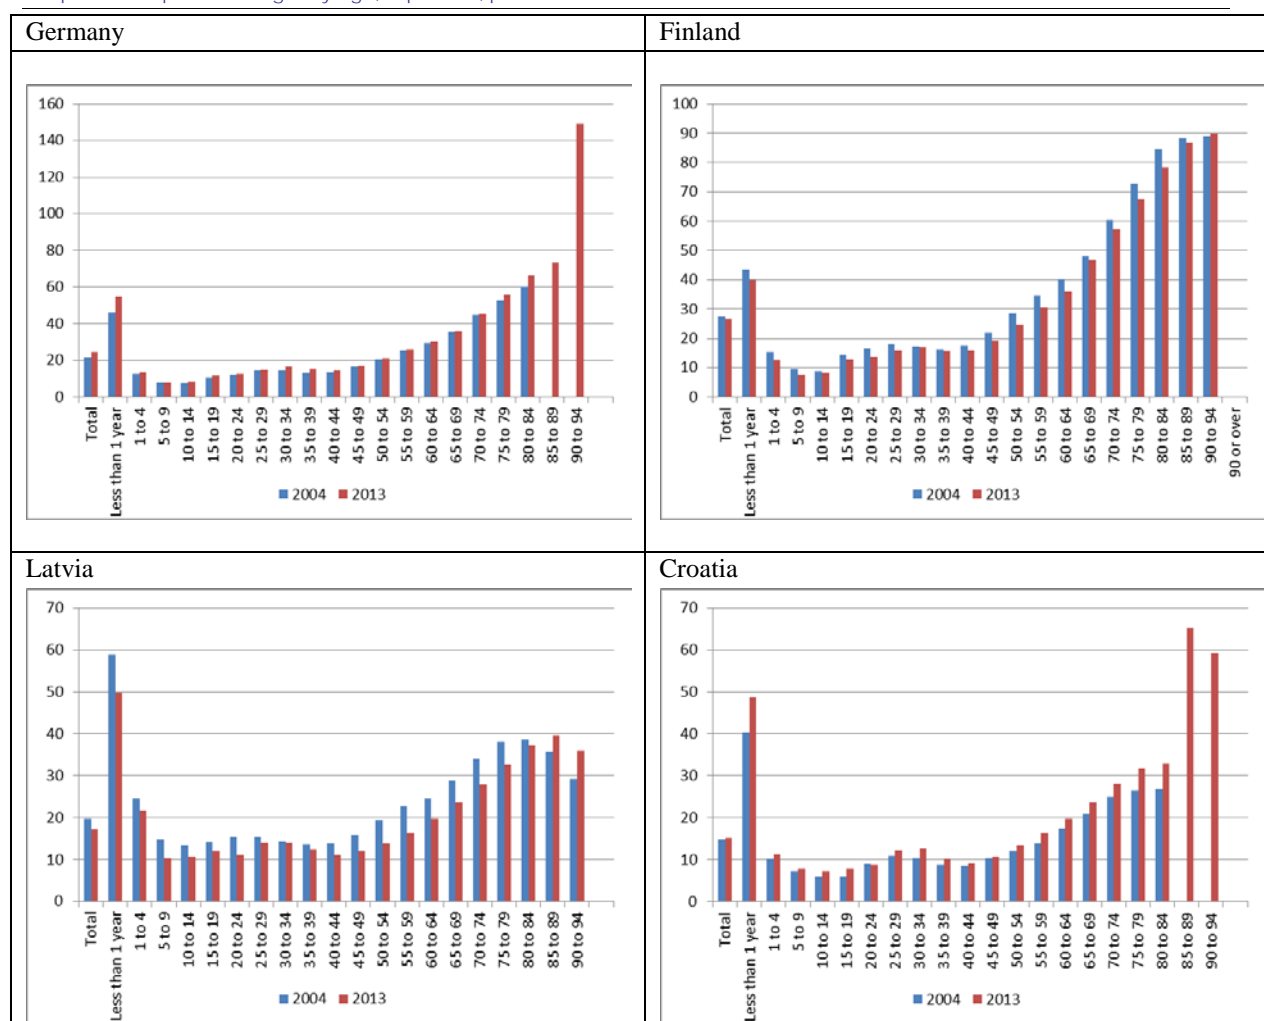 Germany
160
140
120
100
80
60
40
20
0
Total
Less than 1 year
1 to 4
5 to 9
10 to 14
15 to 19
20 to 24
25 to 29
30 to 34
35 to 39
40 to 44
45 to 49
50 to 54
55 to 59
60 to 64
65 to 69
70 to 74
75 to 79
80 to 84
85 to 89
90 to 94
2004 2013
Finland
100
90
80
70
60
50
40
30
20
10
0
Total
Less than 1 year
1 to 4
5 to 9
10 to 14
15 to 19
20 to 24
25 to 29
30 to 34
35 to 39
40 to 44
45 to 49
50 to 54
55 to 59
60 to 64
65 to 69
70 to 74
75 to 79
80 to 84
85 to 89
90 to 94
90 or over
2004 2013
Latvia
70
60
50
40
30
20
10
0
Total
Less than 1 year
1 to 4
5 to 9
10 to 14
15 to 19
20 to 24
25 to 29
30 to 34
35 to 39
40 to 44
45 to 49
50 to 54
55 to 59
60 to 64
65 to 69
70 to 74
75 to 79
80 to 84
85 to 89
90 to 94
2004 2013
Croatia
70
60
50
40
30
20
10
0
Total
Less than 1 year
1 to 4
5 to 9
10 to 14
15 to 19
20 to 24
25 to 29
30 to 34
35 to 39
40 to 44
45 to 49
50 to 54
55 to 59
60 to 64
65 to 69
70 to 74
75 to 79
80 to 84
85 to 89
90 to 94
2004 2013